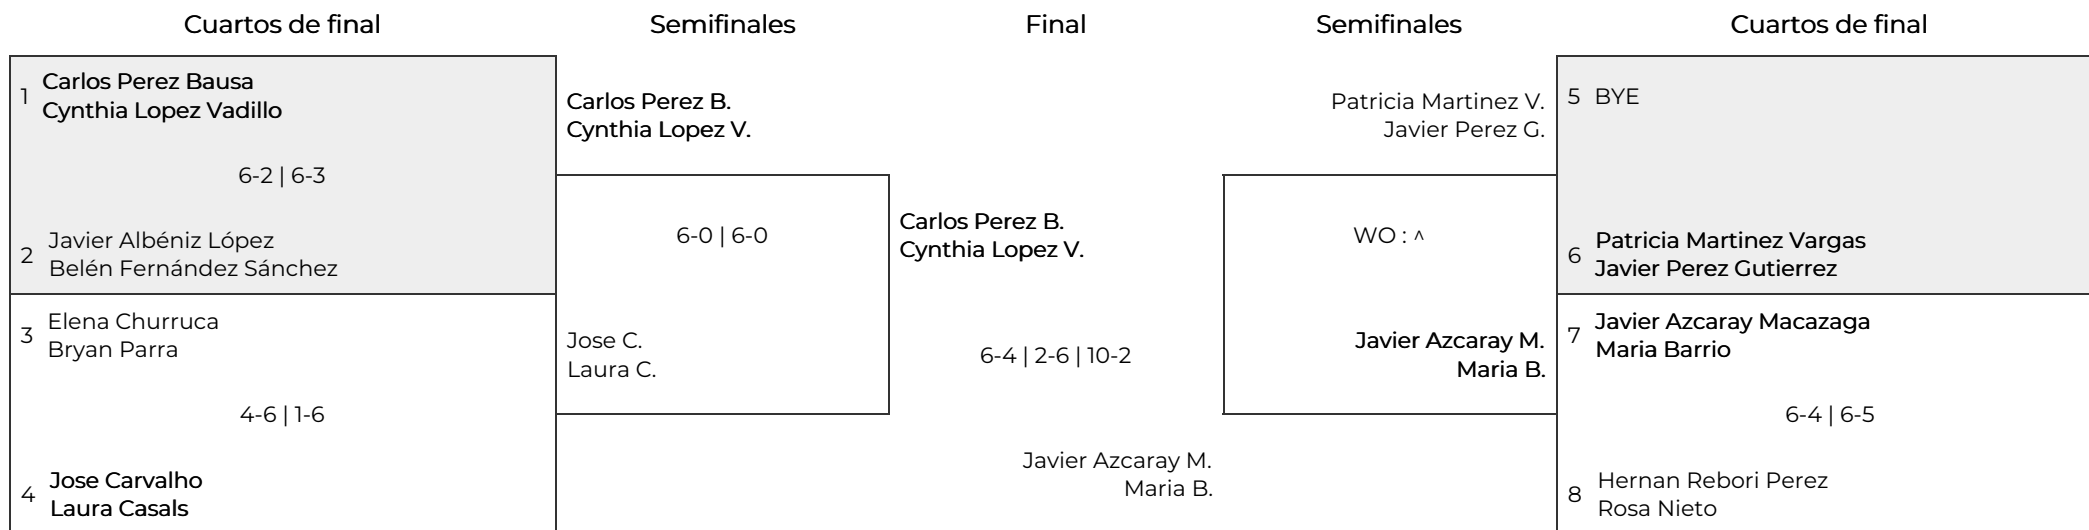 Cuartos de final
Semifinales
Final
Semifinales
Cuartos de final
1
Carlos Perez Bausa
Cynthia Lopez Vadillo
6-2 | 6-3
2
Javier Albéniz López
Belén Fernández Sánchez
3
Elena Churruca
Bryan Parra
4-6 | 1-6
4
Jose Carvalho
Laura Casals
Carlos Perez B.
Cynthia Lopez V.
6-0 | 6-0
Jose C.
Laura C.
Carlos Perez B.
Cynthia Lopez V.
6-4 | 2-6 | 10-2
Javier Azcaray M.
Maria B.
Patricia Martinez V.
Javier Perez G.
WO : ^
Javier Azcaray M.
Maria B.
5 BYE
6
Patricia Martinez Vargas
Javier Perez Gutierrez
7
Javier Azcaray Macazaga
Maria Barrio
6-4 | 6-5
8
Hernan Rebori Perez
Rosa Nieto